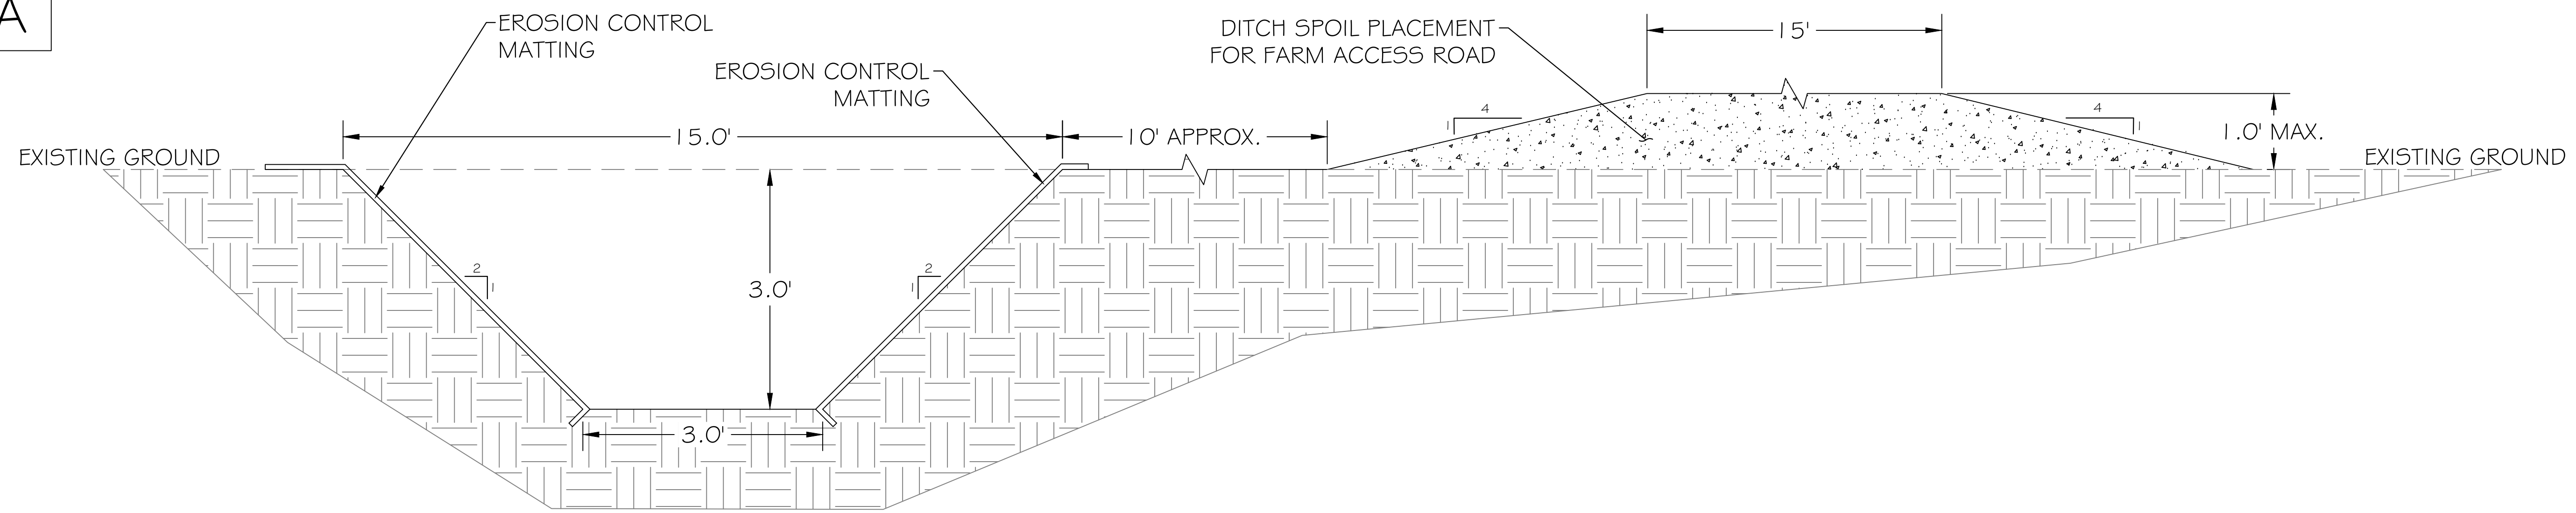 A
EROSION CONTROL
MATTING
EROSION CONTROL
MATTING
DITCH SPOIL PLACEMENT
FOR FARM ACCESS ROAD
15'
15.0'
10' APPROX.
4
1
4
1
1.0' MAX.
EXISTING GROUND
EXISTING GROUND
2
1
3.0'
2
1
3.0'